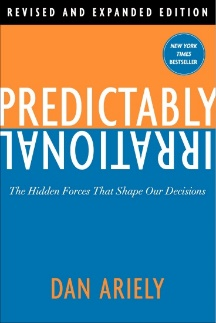 REVISED AND EXPANDED EDITION
NEW YORK
TIMES
BESTSELLER
PREDICTABLY
IRRATIONAL
The Hidden Forces That Shape Our Decisions
DAN ARIELY